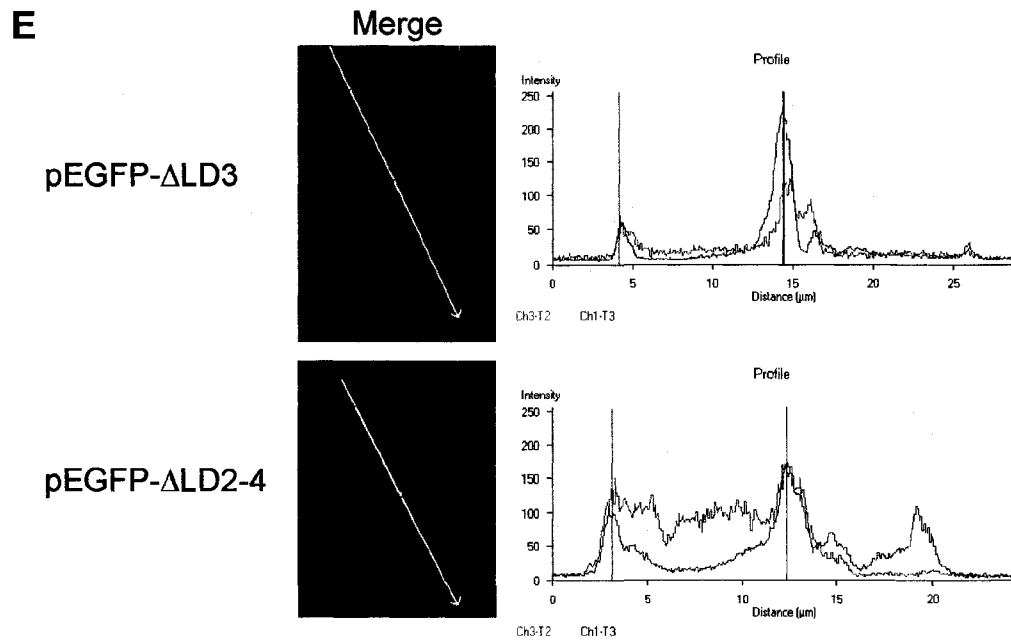 E
Merge
pEGFP-ΔLD3
Profile
Intensity
250
200
150
100
50
0
0 5 10 15 20 25
Distance (µm)
Ch3-T2 Ch1-T3
pEGFP-ΔLD2-4
Profile
Intensity
250
200
150
100
50
0
0 5 10 15 20
Distance (µm)
Ch3-T2 Ch1-T3